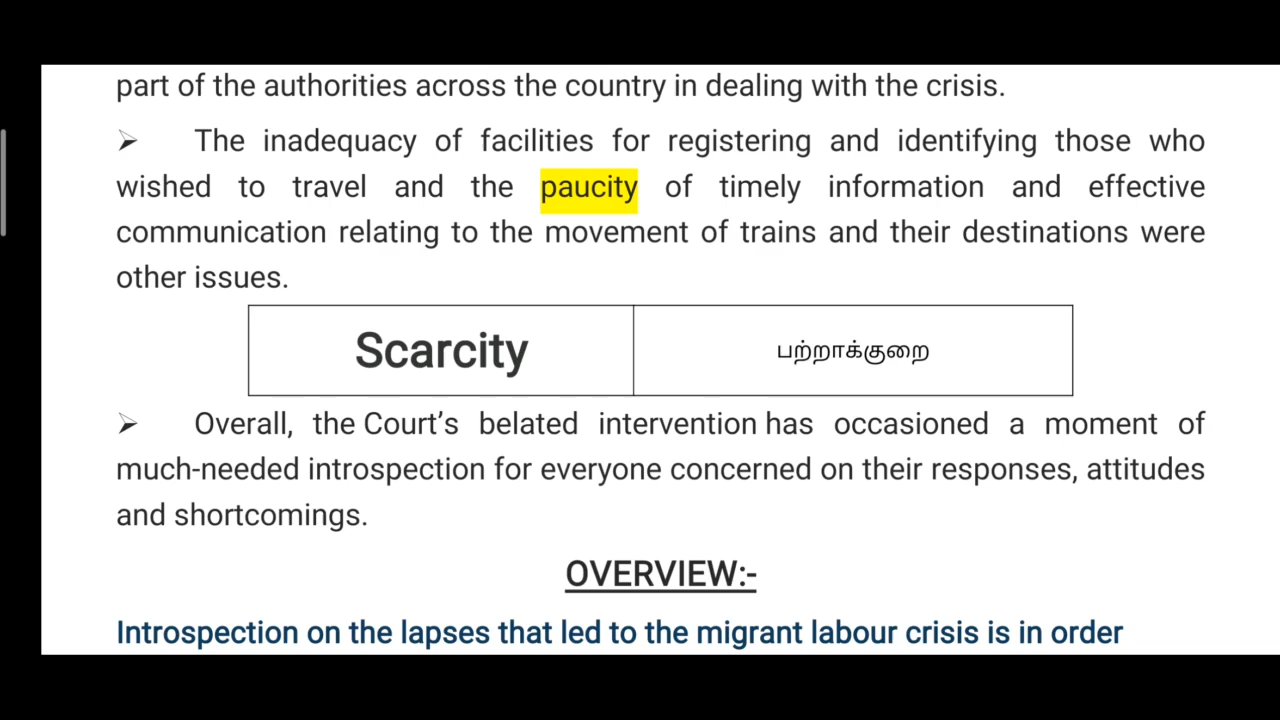 part of the authorities across the country in dealing with the crisis.
➢ The inadequacy of facilities for registering and identifying those who
wished to travel and the paucity of timely information and effective
communication relating to the movement of trains and their destinations were
other issues.
Scarcity பற்றாக்குறை
➢ Overall, the Court’s belated intervention has occasioned a moment of
much-needed introspection for everyone concerned on their responses, attitudes
and shortcomings.
OVERVIEW:-
Introspection on the lapses that led to the migrant labour crisis is in order